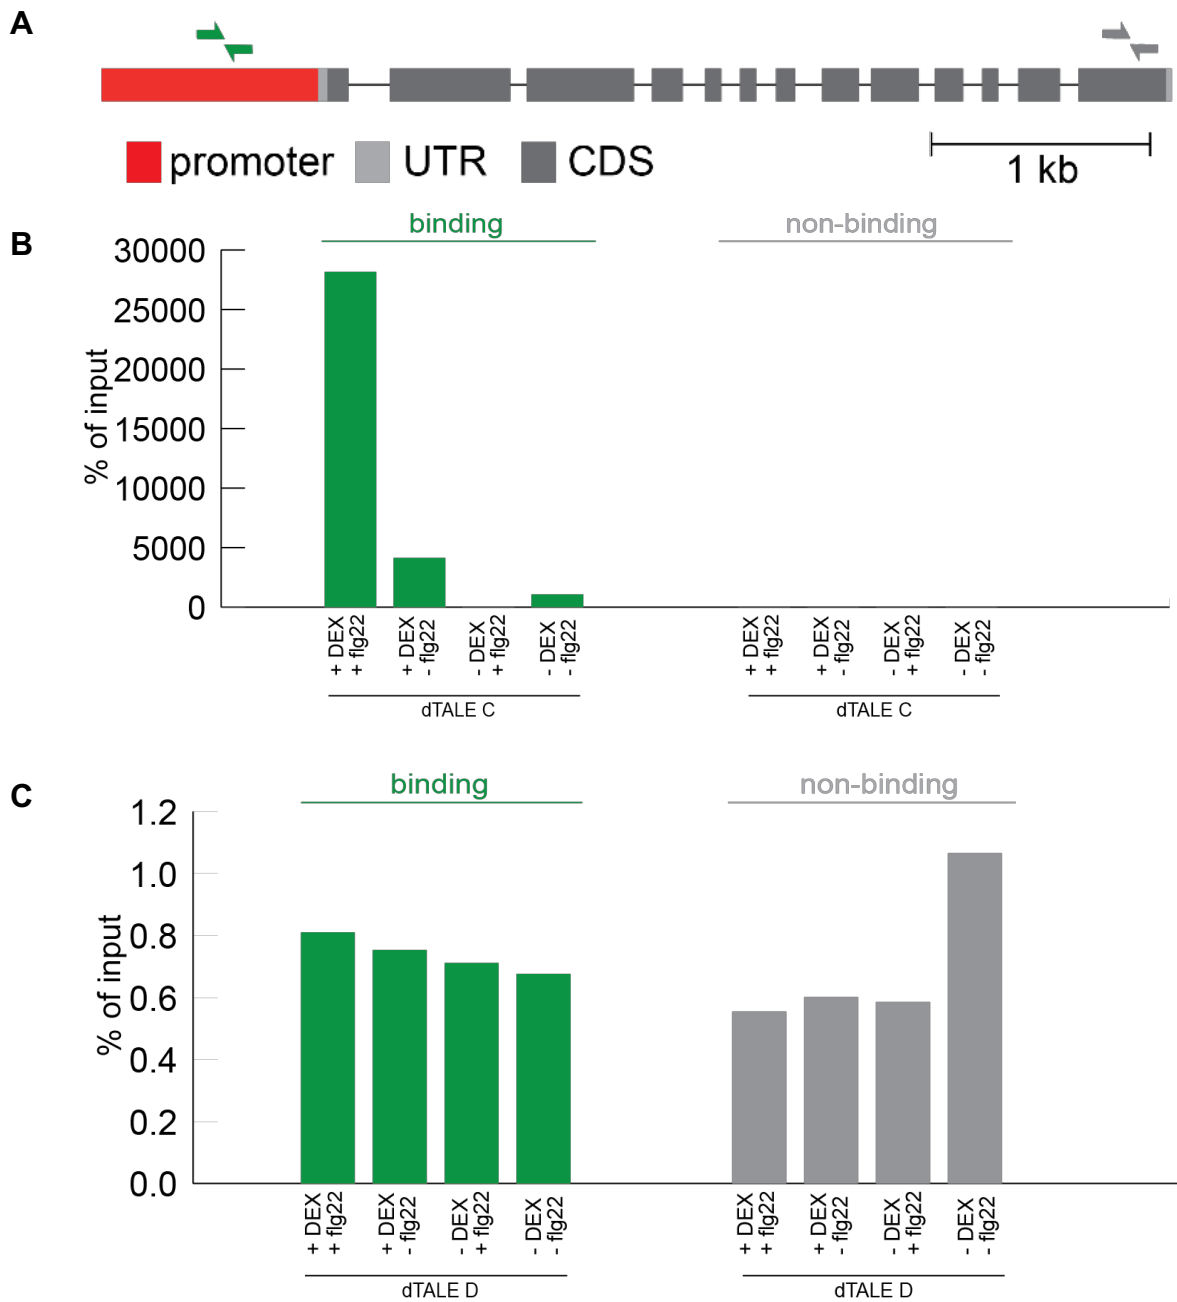 A
promoter UTR CDS
1 kb
B
binding non-binding
30000
25000
20000
15000
10000
5000
0
% of input
+ DEX
+ flg22
+ DEX
- flg22
- DEX
+ flg22
- DEX
- flg22
+ DEX
+ flg22
+ DEX
- flg22
- DEX
+ flg22
- DEX
- flg22
dTALE C dTALE C
C
binding non-binding
1.2
1.0
0.8
0.6
0.4
0.2
0.0
% of input
+ DEX
+ flg22
+ DEX
- flg22
- DEX
+ flg22
- DEX
- flg22
+ DEX
+ flg22
+ DEX
- flg22
- DEX
+ flg22
- DEX
- flg22
dTALE D dTALE D